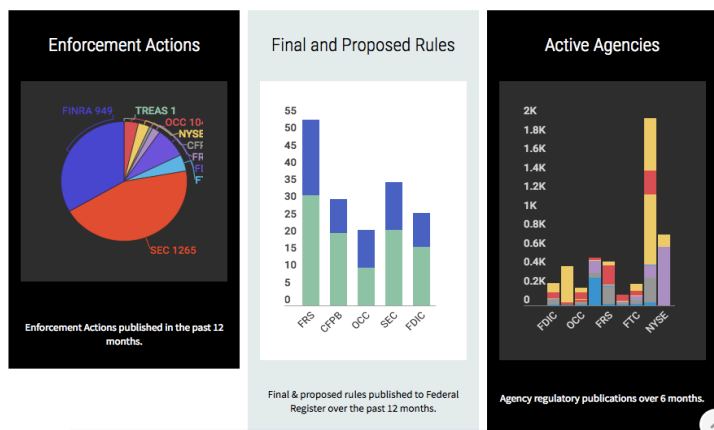 Enforcement Actions
FINRA 949
TREAS 1
OCC 104
NYSE
CFP
FR
F
SEC 1265
Enforcement Actions published in the past 12
months.
Final and Proposed Rules
55
50
45
40
35
30
25
20
15
10
5
0
FRS
CFPB
OCC
SEC
FDIC
Final & proposed rules published to Federal
Register over the past 12 months.
Active Agencies
2K
1.8K
1.6K
1.4K
1.2K
1K
0.8K
0.6K
0.4K
0.2K
0
FDIC
OCC
FRS
FTC
NYSE
Agency regulatory publications over 6 months.